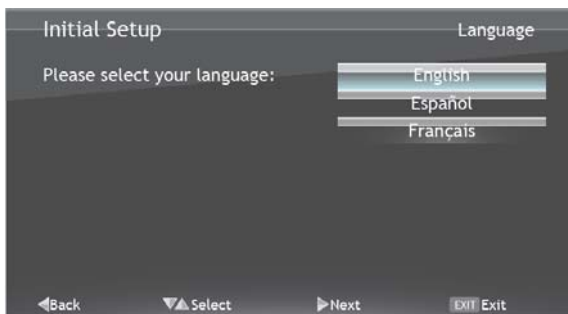 Initial Setup
Language
Please select your language:
English
Español
Français
Back
Select
Next
EXIT Exit